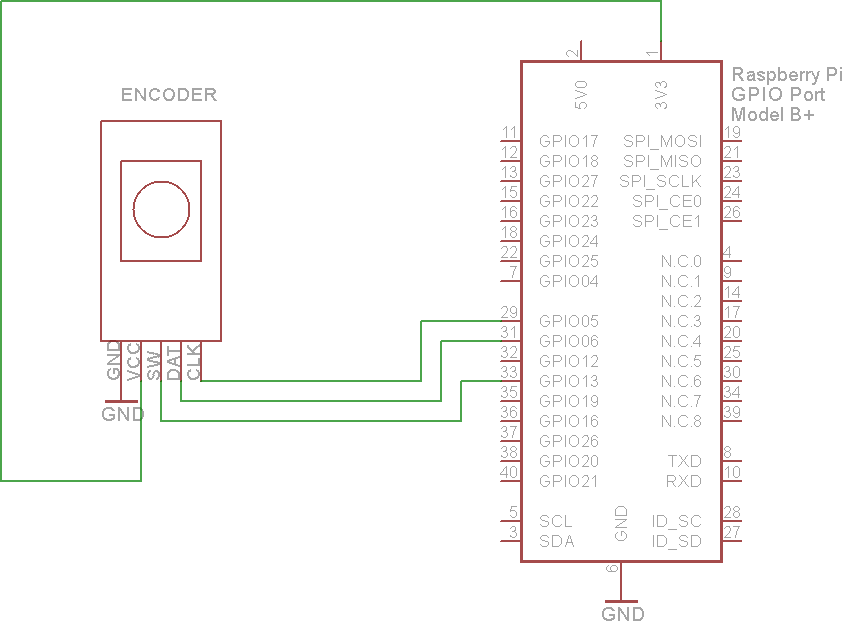 ENCODER
GND
VCC
SW
DAT
CLK
GND
Raspberry Pi
GPIO Port
Model B+
2
1
5V0
3V3
11 GPIO17 SPI_MOSI 19
12 GPIO18 SPI_MISO 21
13 GPIO27 SPI_SCLK 23
15 GPIO22 SPI_CE0 24
16 GPIO23 SPI_CE1 26
18 GPIO24
22 GPIO25 N.C.0 4
7 GPIO04 N.C.1 9
N.C.2 14
29 GPIO05 N.C.3 17
31 GPIO06 N.C.4 20
32 GPIO12 N.C.5 25
33 GPIO13 N.C.6 30
35 GPIO19 N.C.7 34
36 GPIO16 N.C.8 39
37 GPIO26
38 GPIO20 TXD 8
40 GPIO21 RXD 10
5 SCL ID_SC 28
3 SDA ID_SD 27
GND
6
GND